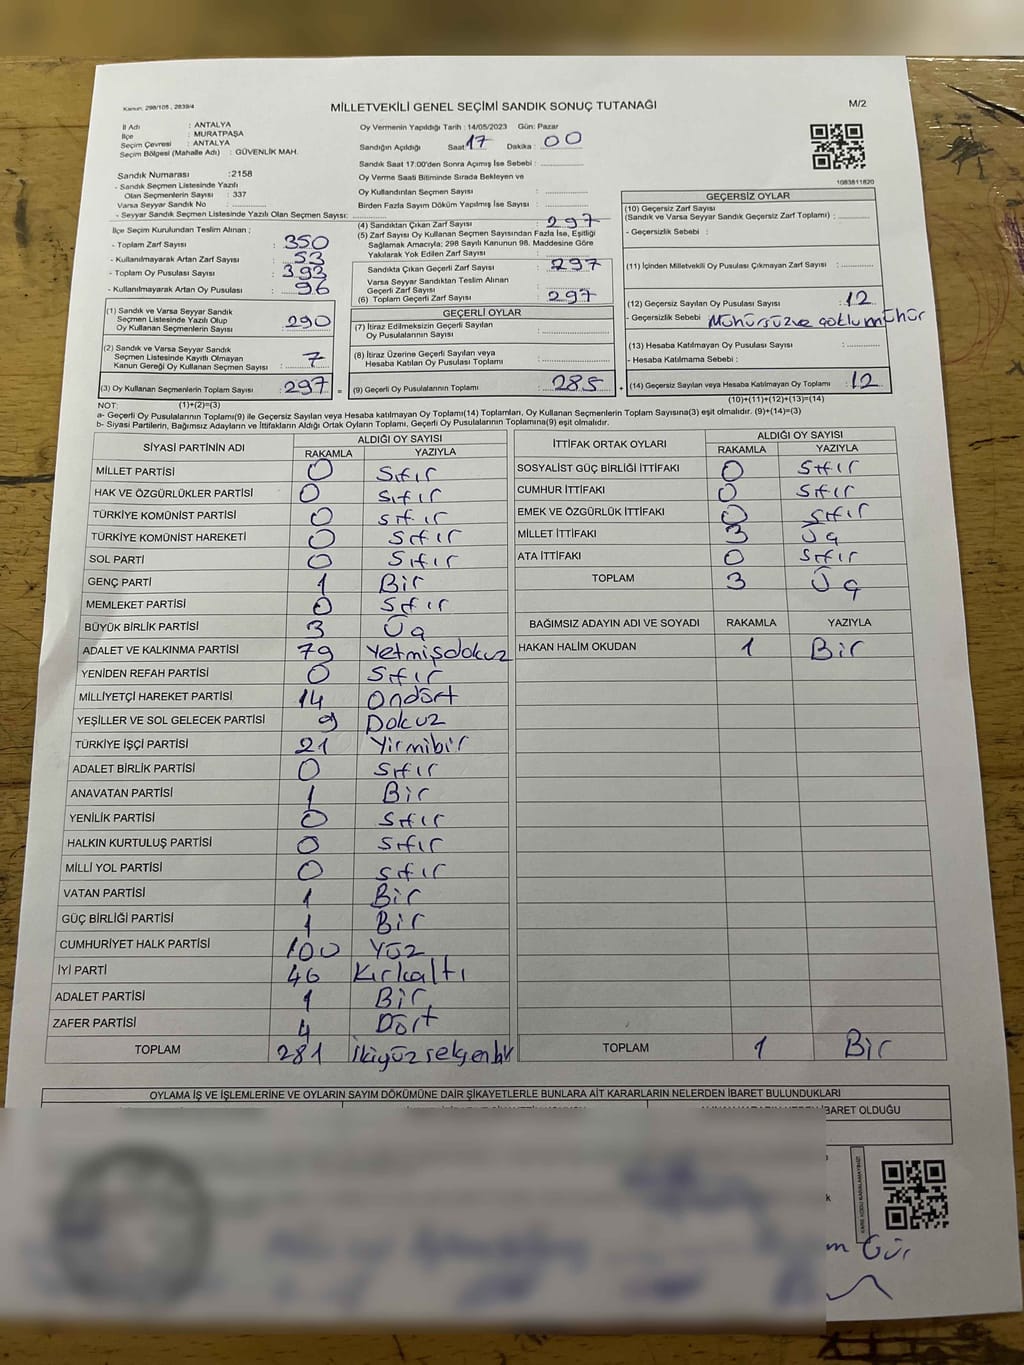 Kanun: 298/105 , 2839/4
MİLLETVEKİLİ GENEL SEÇİMİ SANDIK SONUÇ TUTANAĞI
M/2
İl Adı : ANTALYA
İlçe : MURATPAŞA
Seçim Çevresi : ANTALYA
Seçim Bölgesi (Mahalle Adı) : GÜVENLİK MAH.
Sandık Numarası :2158
- Sandık Seçmen Listesinde Yazılı
Olan Seçmenlerin Sayısı : 337
Varsa Seyyar Sandık No :
- Seyyar Sandık Seçmen Listesinde Yazılı Olan Seçmen Sayısı:
Oy Vermenin Yapıldığı Tarih : 14/05/2023 Gün: Pazar
Sandığın Açıldığı Saat 17 Dakika : 00
Sandık Saat 17:00'den Sonra Açımış İse Sebebi :
Oy Verme Saati Bitiminde Sırada Bekleyen ve
Oy Kullandırılan Seçmen Sayısı :
Birden Fazla Sayım Döküm Yapılmış İse Sayısı :
1083811820
İlçe Seçim Kurulundan Teslim Alınan ;
- Toplam Zarf Sayısı : 350
- Kullanılmayarak Artan Zarf Sayısı : 53
- Toplam Oy Pusulası Sayısı : 393
- Kullanılmayarak Artan Oy Pusulası : 96
(1) Sandık ve Varsa Seyyar Sandık
Seçmen Listesinde Yazılı Olup
Oy Kullanan Seçmenlerin Sayısı : 290
(2) Sandık ve Varsa Seyyar Sandık
Seçmen Listesinde Kayıtlı Olmayan
Kanun Gereği Oy Kullanan Seçmen Sayısı : 7
(3) Oy Kullanan Seçmenlerin Toplam Sayısı : 297
(1)+(2)=(3)
(4) Sandıktan Çıkan Zarf Sayısı : 297
(5) Zarf Sayısı Oy Kullanan Seçmen Sayısından Fazla İse, Eşitliği
Sağlamak Amacıyla; 298 Sayılı Kanunun 98. Maddesine Göre
Yakılarak Yok Edilen Zarf Sayısı :
Sandıkta Çıkan Geçerli Zarf Sayısı : 297
Varsa Seyyar Sandıktan Teslim Alınan
Geçerli Zarf Sayısı :
(6) Toplam Geçerli Zarf Sayısı : 297
GEÇERLİ OYLAR
(7) İtiraz Edilmeksizin Geçerli Sayılan
Oy Pusulalarının Sayısı :
(8) İtiraz Üzerine Geçerli Sayılan veya
Hesaba Katılan Oy Pusulası Toplamı :
= (9) Geçerli Oy Pusulalarının Toplamı : 285
GEÇERSİZ OYLAR
(10) Geçersiz Zarf Sayısı
(Sandık ve Varsa Seyyar Sandık Geçersiz Zarf Toplamı) :
- Geçersizlik Sebebi :
(11) İçinden Milletvekili Oy Pusulası Çıkmayan Zarf Sayısı :
(12) Geçersiz Sayılan Oy Pusulası Sayısı : 12
- Geçersizlik Sebebi : Mühürsüz ve çoklu mühür
(13) Hesaba Katılmayan Oy Pusulası Sayısı :
- Hesaba Katılmama Sebebi :
+ (14) Geçersiz Sayılan veya Hesaba Katılmayan Oy Toplamı : 12
(10)+(11)+(12)+(13)=(14)
NOT:
a- Geçerli Oy Pusulalarının Toplamı(9) ile Geçersiz Sayılan veya Hesaba katılmayan Oy Toplamı(14) Toplamları, Oy Kullanan Seçmenlerin Toplam Sayısına(3) eşit olmalıdır. (9)+(14)=(3)
b- Siyasi Partilerin, Bağımsız Adayların ve İttifakların Aldığı Ortak Oyların Toplamı, Geçerli Oy Pusulalarının Toplamına(9) eşit olmalıdır.
SİYASİ PARTİNİN ADI
ALDIĞI OY SAYISI
RAKAMLA YAZIYLA
MİLLET PARTİSİ 0 Sıfır
HAK VE ÖZGÜRLÜKLER PARTİSİ 0 Sıfır
TÜRKİYE KOMÜNİST PARTİSİ 0 Sıfır
TÜRKİYE KOMÜNİST HAREKETİ 0 Sıfır
SOL PARTİ 0 Sıfır
GENÇ PARTİ 1 Bir
MEMLEKET PARTİSİ 0 Sıfır
BÜYÜK BİRLİK PARTİSİ 3 Üç
ADALET VE KALKINMA PARTİSİ 79 Yetmişdokuz
YENİDEN REFAH PARTİSİ 0 Sıfır
MİLLİYETÇİ HAREKET PARTİSİ 14 Ondört
YEŞİLLER VE SOL GELECEK PARTİSİ 9 Dokuz
TÜRKİYE İŞÇİ PARTİSİ 21 Yirmibir
ADALET BİRLİK PARTİSİ 0 Sıfır
ANAVATAN PARTİSİ 1 Bir
YENİLİK PARTİSİ 0 Sıfır
HALKIN KURTULUŞ PARTİSİ 0 Sıfır
MİLLİ YOL PARTİSİ 0 Sıfır
VATAN PARTİSİ 1 Bir
GÜÇ BİRLİĞİ PARTİSİ 1 Bir
CUMHURİYET HALK PARTİSİ 100 Yüz
İYİ PARTİ 46 Kırkaltı
ADALET PARTİSİ 1 Bir
ZAFER PARTİSİ 4 Dört
TOPLAM 281 İkiyüz seksenbir
İTTİFAK ORTAK OYLARI
ALDIĞI OY SAYISI
RAKAMLA YAZIYLA
SOSYALİST GÜÇ BİRLİĞİ İTTİFAKI 0 Sıfır
CUMHUR İTTİFAKI 0 Sıfır
EMEK VE ÖZGÜRLÜK İTTİFAKI 0 Sıfır
MİLLET İTTİFAKI 3 Üç
ATA İTTİFAKI 0 Sıfır
TOPLAM 3 Üç
BAĞIMSIZ ADAYIN ADI VE SOYADI RAKAMLA YAZIYLA
HAKAN HALİM OKUDAN 1 Bir
TOPLAM 1 Bir
OYLAMA İŞ VE İŞLEMLERİNE VE OYLARIN SAYIM DÖKÜMÜNE DAİR ŞİKAYETLERLE BUNLARA AİT KARARLARIN NELERDEN İBARET BULUNDUKLARI
İBARET OLDUĞU
KARE KODU KARALAMAYINIZ!
Gür